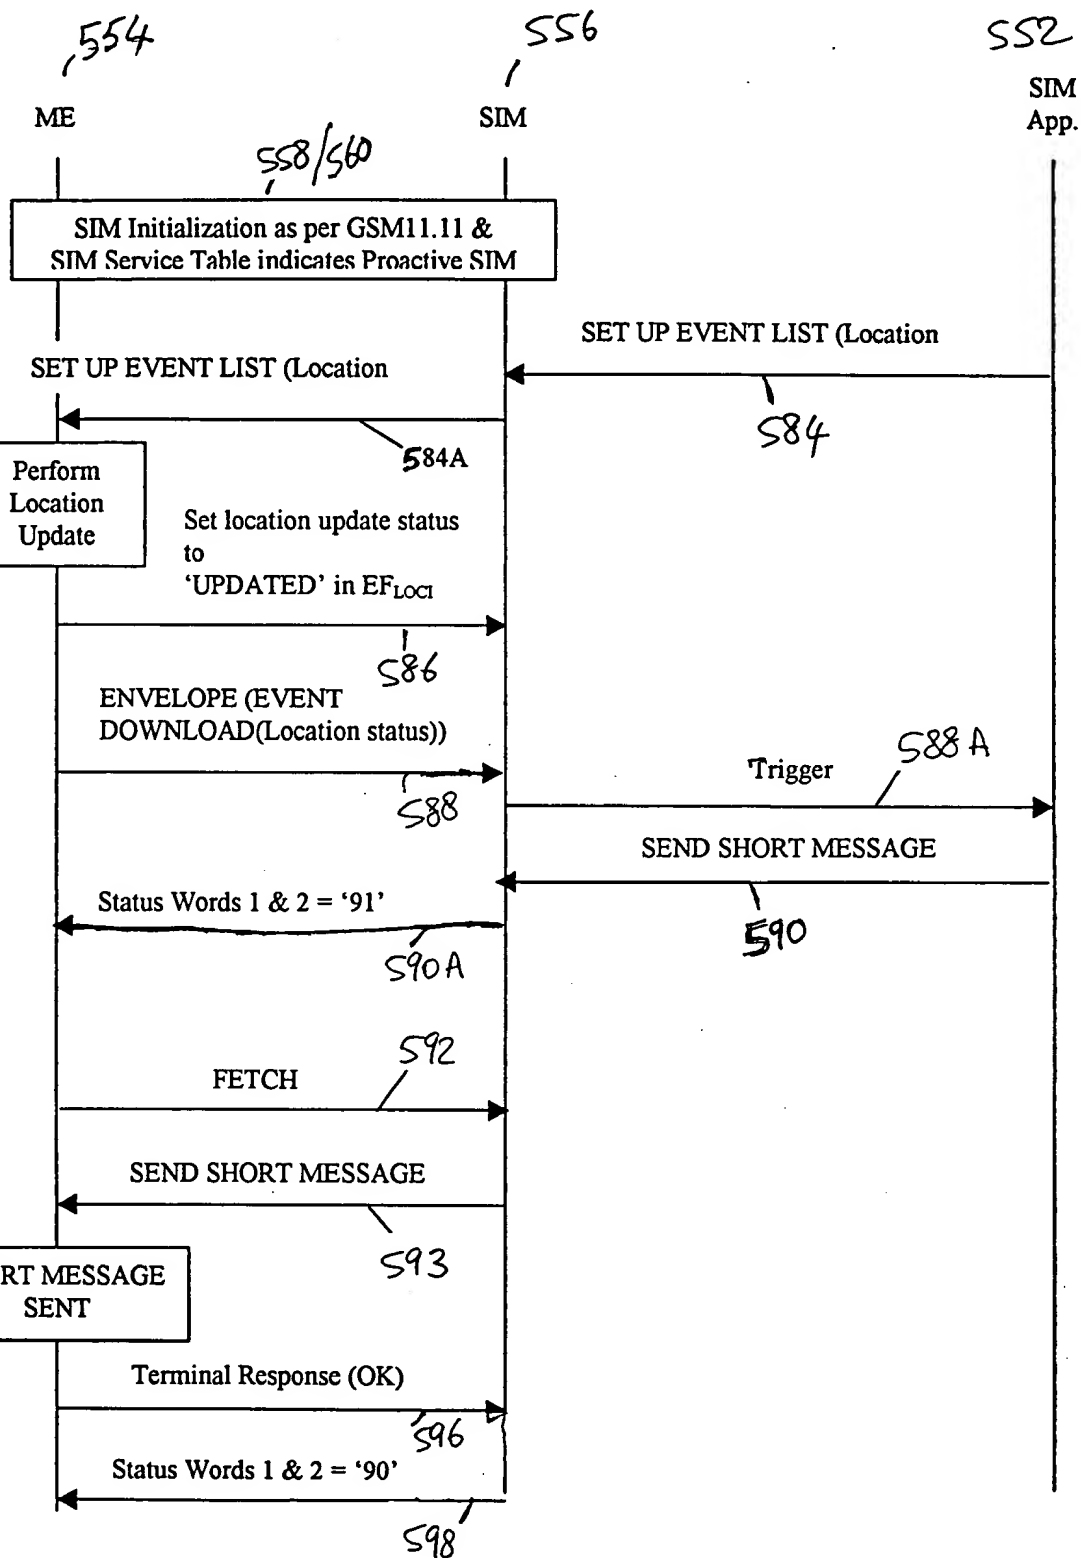 554
556
552
ME
SIM
SIM
App.
558/560
SIM Initialization as per GSM11.11 &
SIM Service Table indicates Proactive SIM
SET UP EVENT LIST (Location
SET UP EVENT LIST (Location
584
584A
Perform
Location
Update
Set location update status
to
‘UPDATED’ in EFLOCI
586
ENVELOPE (EVENT
DOWNLOAD(Location status))
588
Trigger
588A
SEND SHORT MESSAGE
590
Status Words 1 & 2 = ‘91’
590A
592
FETCH
SEND SHORT MESSAGE
593
RT MESSAGE
SENT
Terminal Response (OK)
596
Status Words 1 & 2 = ‘90’
598